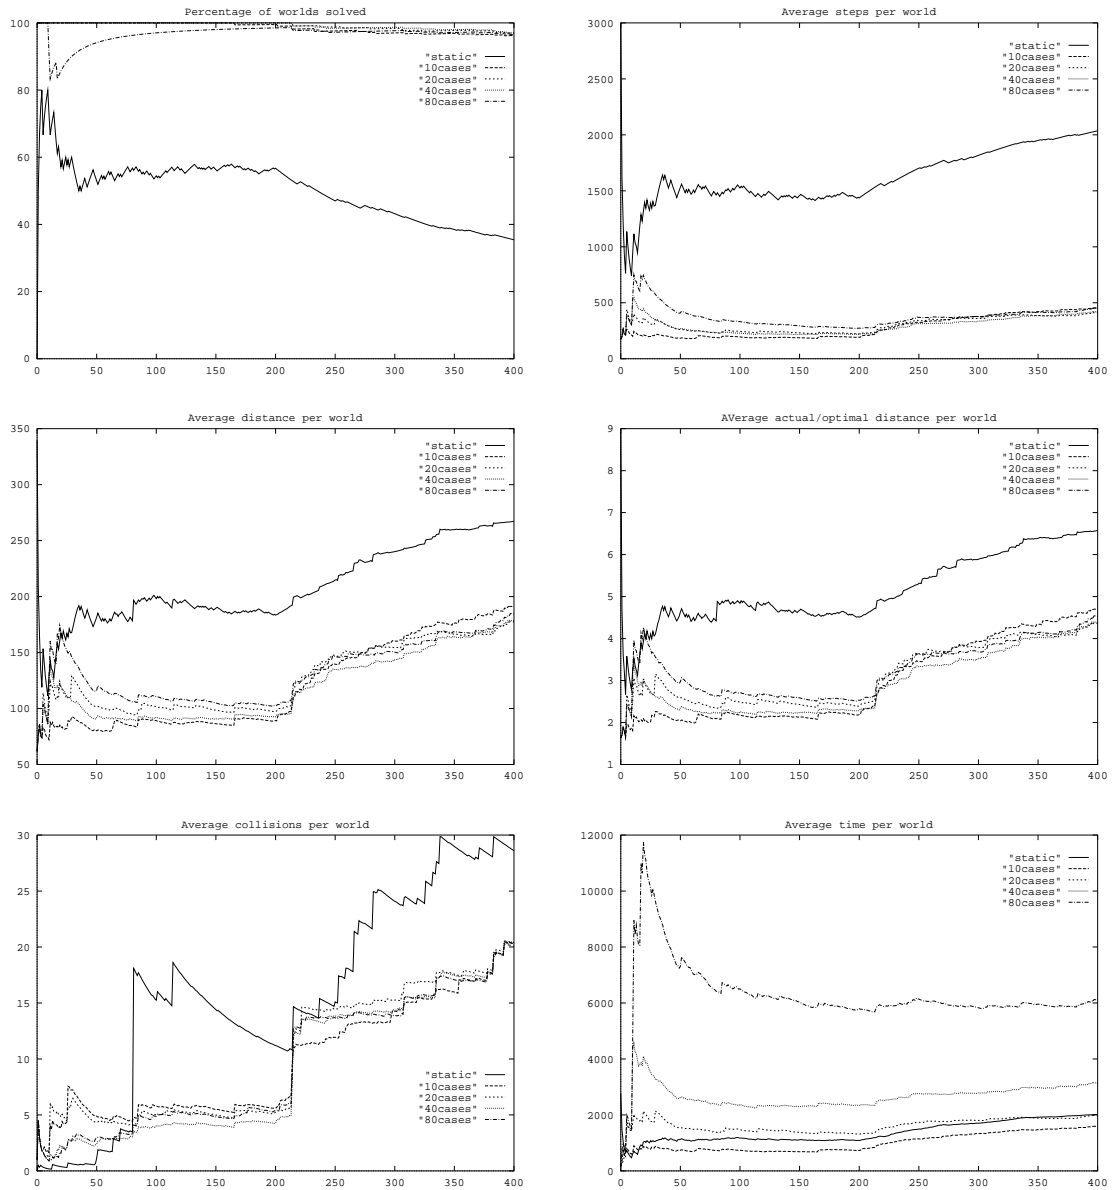 Percentage of worlds solved
100
80
60
40
20
0
"static"
"10cases"
"20cases"
"40cases"
"80cases"
0 50 100 150 200 250 300 350 400
Average steps per world
3000
2500
2000
1500
1000
500
0
"static"
"10cases"
"20cases"
"40cases"
"80cases"
0 50 100 150 200 250 300 350 400
Average distance per world
350
300
250
200
150
100
50
"static"
"10cases"
"20cases"
"40cases"
"80cases"
0 50 100 150 200 250 300 350 400
AVerage actual/optimal distance per world
9
8
7
6
5
4
3
2
1
"static"
"10cases"
"20cases"
"40cases"
"80cases"
0 50 100 150 200 250 300 350 400
Average collisions per world
30
25
20
15
10
5
0
"static"
"10cases"
"20cases"
"40cases"
"80cases"
0 50 100 150 200 250 300 350 400
Average time per world
12000
10000
8000
6000
4000
2000
0
"static"
"10cases"
"20cases"
"40cases"
"80cases"
0 50 100 150 200 250 300 350 400